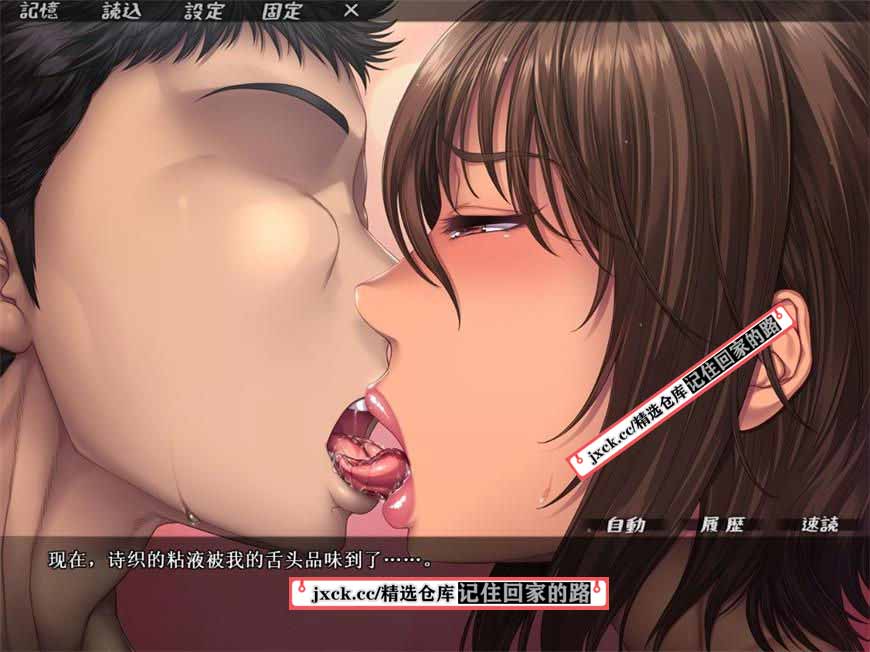 記憶 読込 設定 固定 ×
jxck.cc/精选仓库 记住回家的路
自動 履歴 速読
现在，诗织的粘液被我的舌头品味到了……。
jxck.cc/精选仓库 记住回家的路